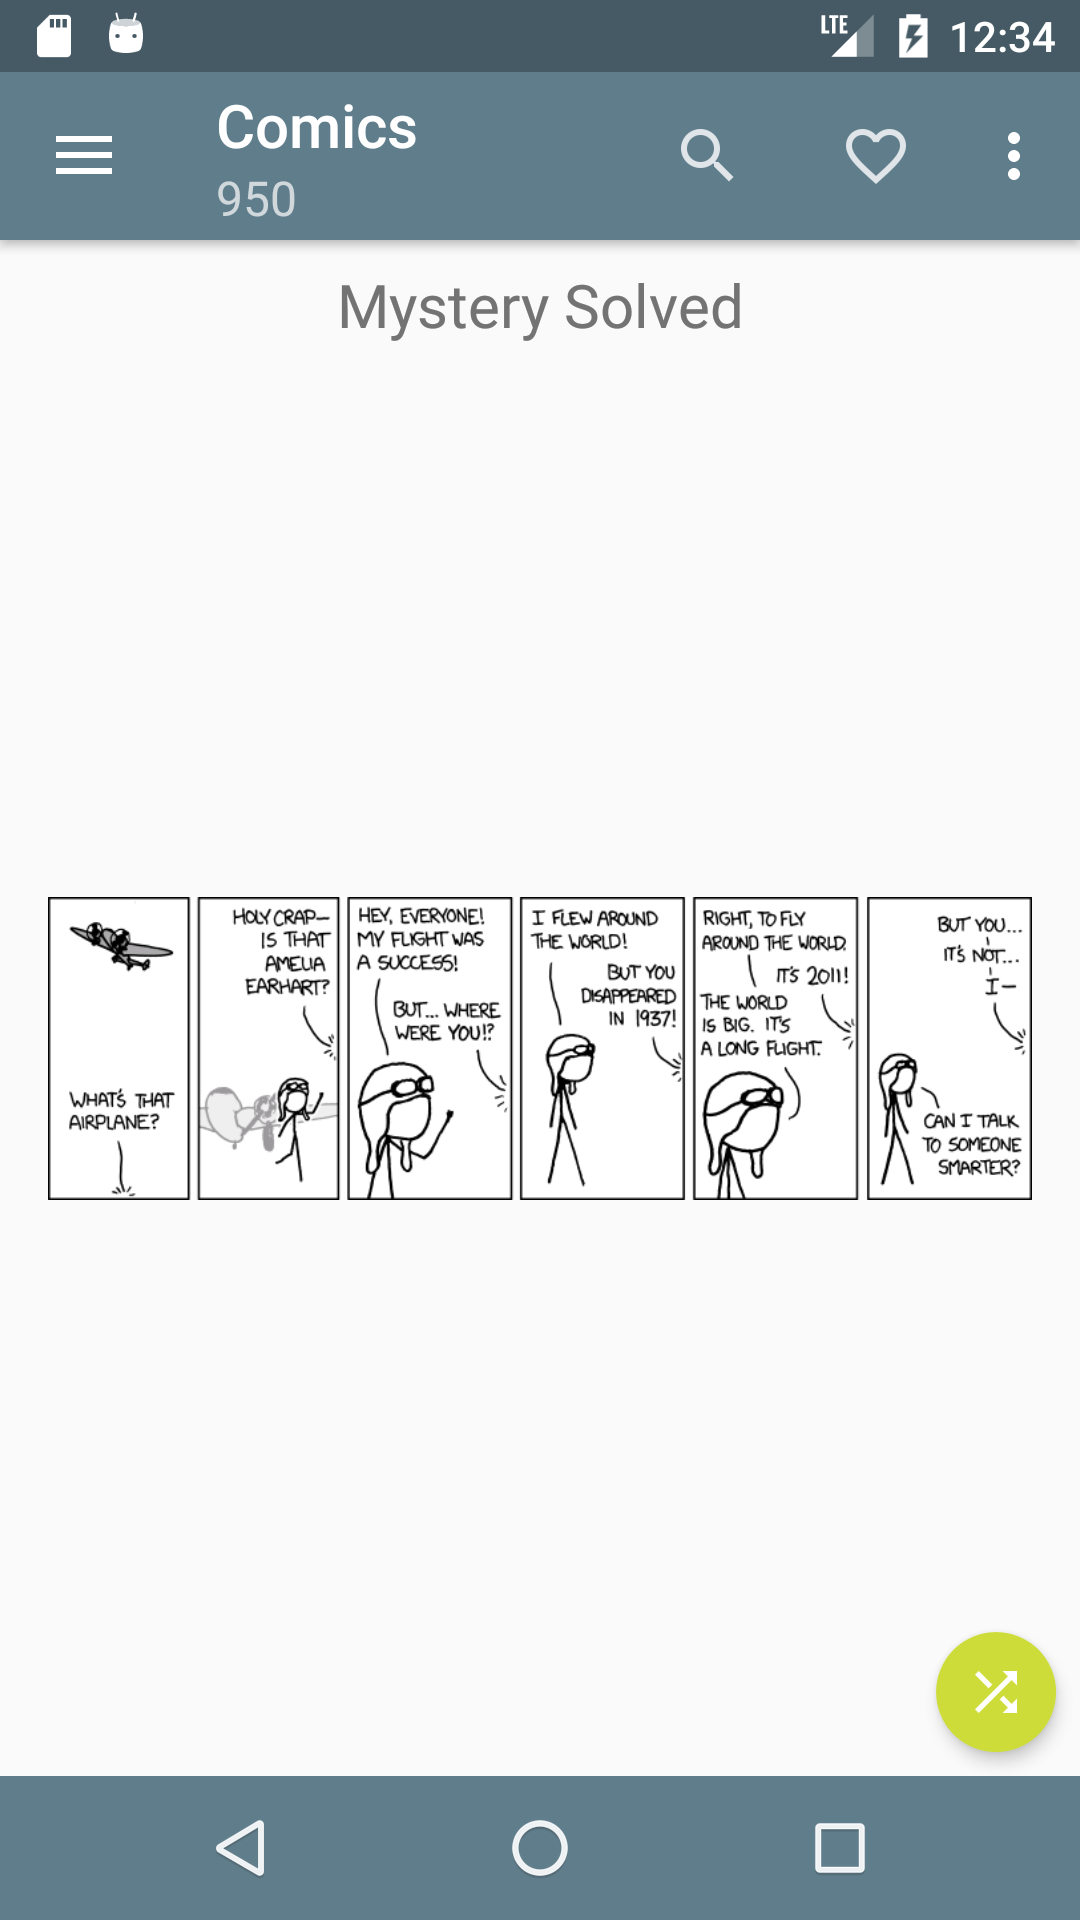 LTE 12:34
Comics
950
Mystery Solved
WHAT'S THAT
AIRPLANE?
HOLY CRAP—
IS THAT
AMELIA
EARHART?
HEY, EVERYONE!
MY FLIGHT WAS
A SUCCESS!
BUT... WHERE
WERE YOU!?
I FLEW AROUND
THE WORLD!
BUT YOU
DISAPPEARED
IN 1937!
RIGHT, TO FLY
AROUND THE WORLD.
IT'S 2011!
THE WORLD
IS BIG. IT'S
A LONG FLIGHT.
BUT YOU...
IT'S NOT...
I—
CAN I TALK
TO SOMEONE
SMARTER?